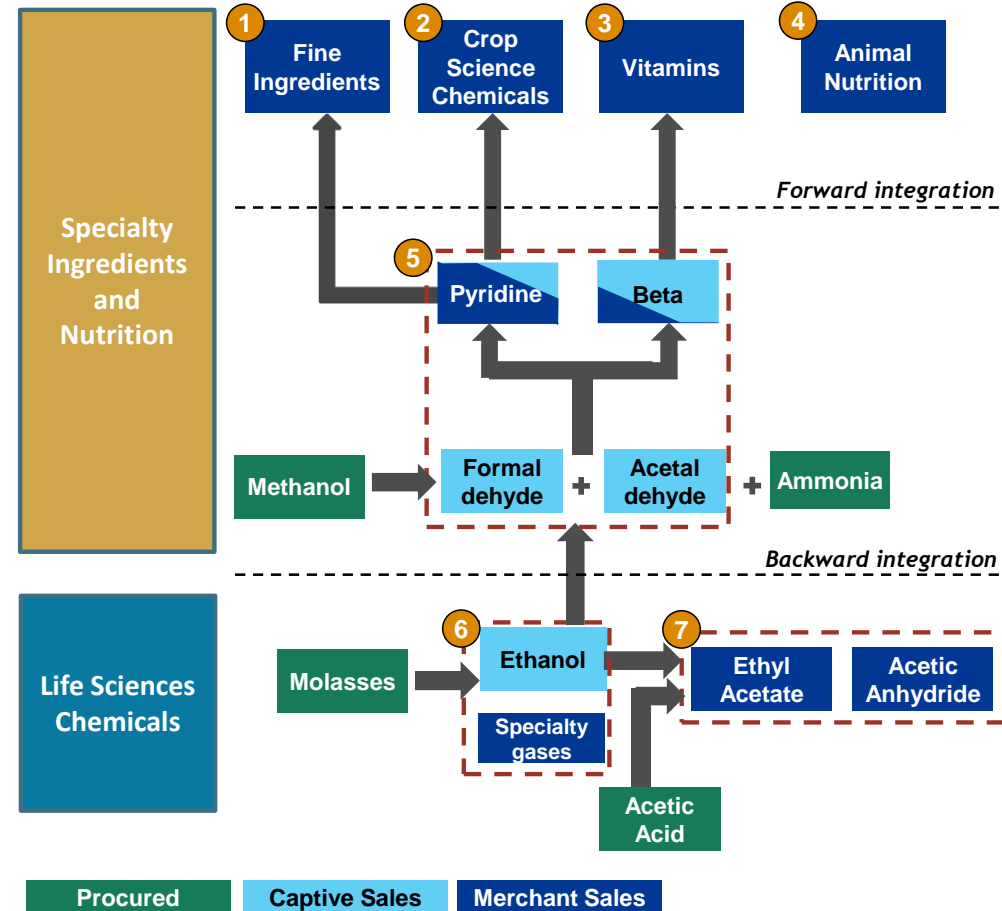 1
Fine
Ingredients
2
Crop
Science
Chemicals
3
Vitamins
4
Animal
Nutrition
Forward integration
Specialty
Ingredients
and
Nutrition
5
Pyridine
Beta
Methanol
Formal
dehyde
+
Acetal
dehyde
+
Ammonia
Backward integration
Life Sciences
Chemicals
Molasses
6
Ethanol
Specialty
gases
7
Ethyl
Acetate
Acetic
Anhydride
Acetic
Acid
Procured
Captive Sales
Merchant Sales